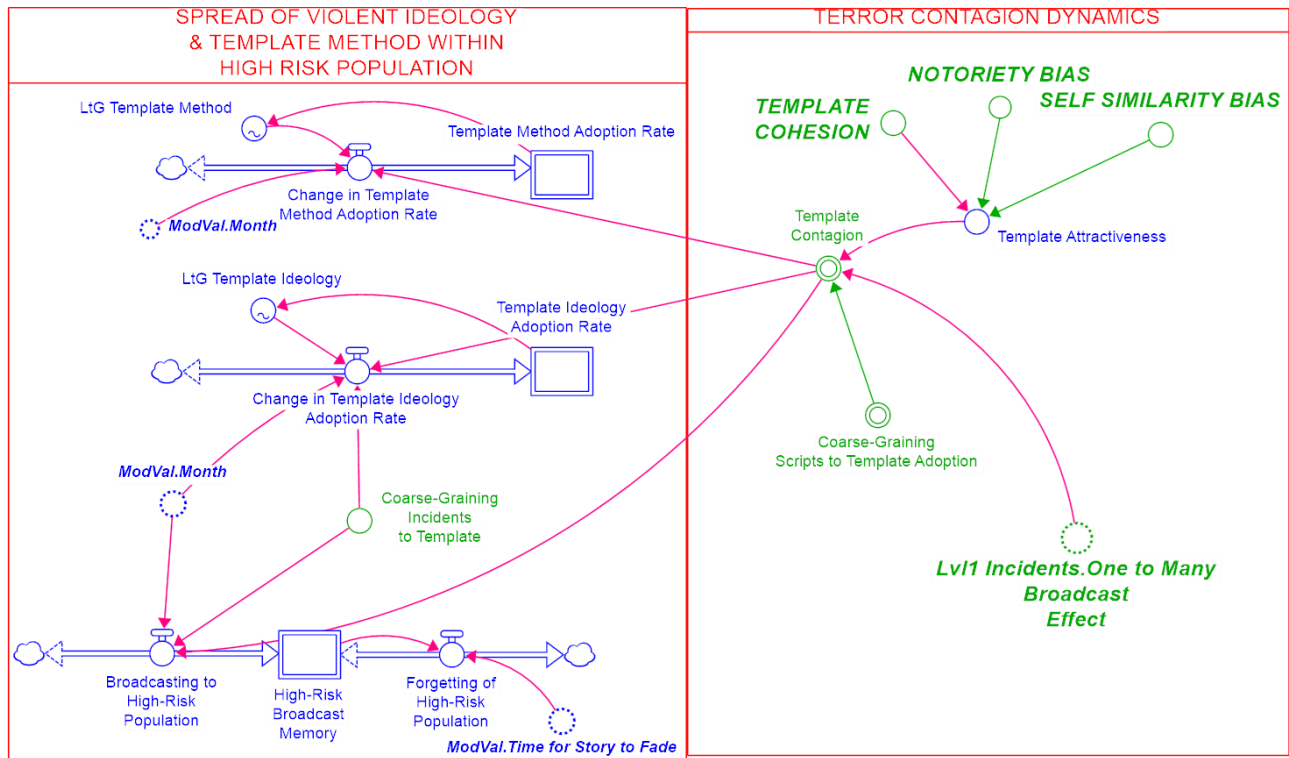 SPREAD OF VIOLENT IDEOLOGY
& TEMPLATE METHOD WITHIN
HIGH RISK POPULATION
LtG Template Method
Template Method Adoption Rate
Change in Template
Method Adoption Rate
ModVal.Month
LtG Template Ideology
Template Ideology
Adoption Rate
Change in Template Ideology
Adoption Rate
ModVal.Month
Coarse-Graining
Incidents
to Template
Broadcasting to
High-Risk
Population
High-Risk
Broadcast
Memory
Forgetting of
High-Risk
Population
ModVal.Time for Story to Fade
TERROR CONTAGION DYNAMICS
NOTORIETY BIAS
TEMPLATE
COHESION
SELF SIMILARITY BIAS
Template
Contagion
Template Attractiveness
Coarse-Graining
Scripts to Template Adoption
Lvl1 Incidents.One to Many
Broadcast
Effect